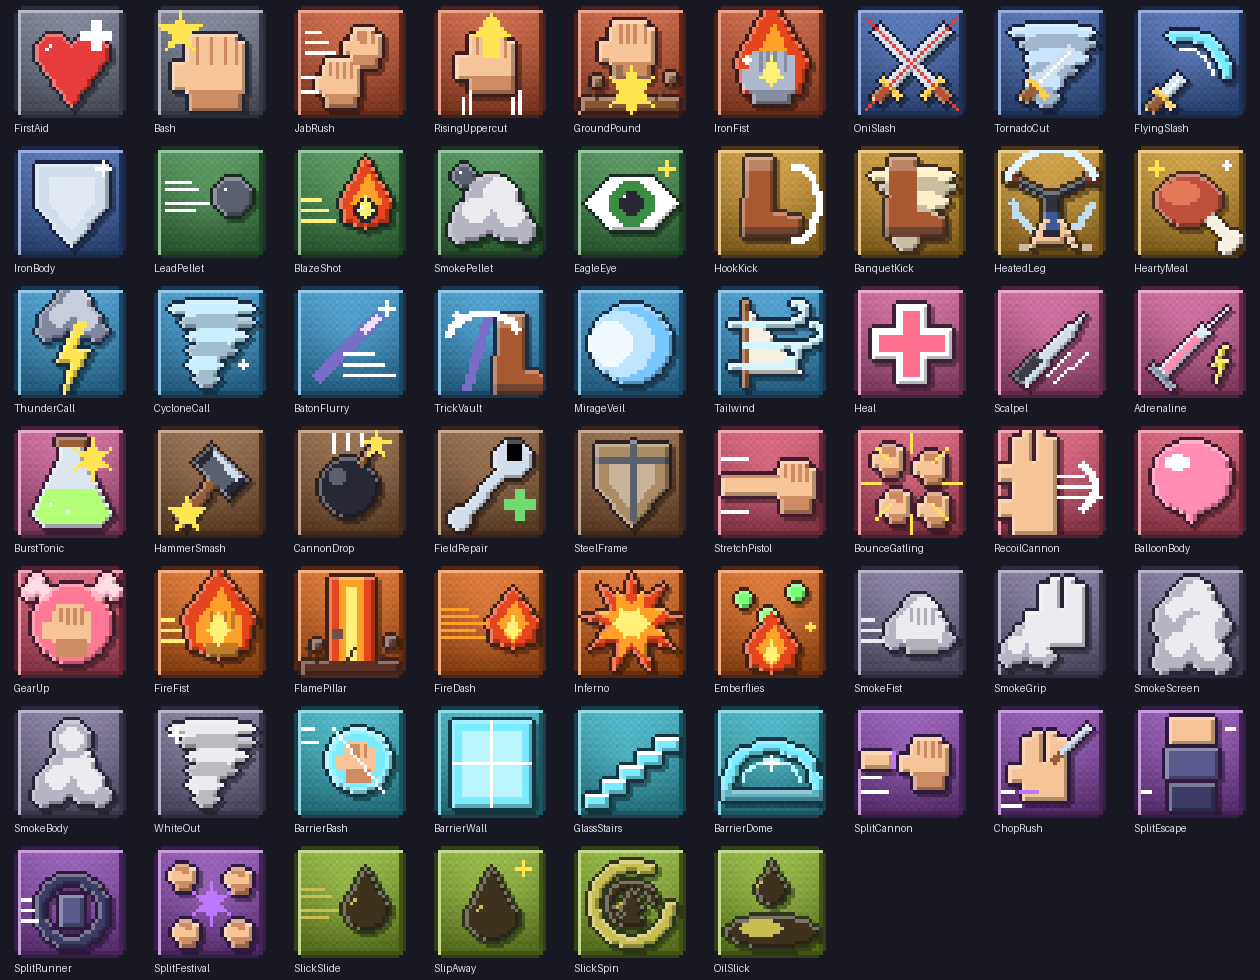 FirstAid Bash JabRush RisingUppercut GroundPound IronFist OniSlash TornadoCut FlyingSlash
IronBody LeadPellet BlazeShot SmokePellet EagleEye HookKick BanquetKick HeatedLeg HeartyMeal
ThunderCall CycloneCall BatonFlurry TrickVault MirageVeil Tailwind Heal Scalpel Adrenaline
BurstTonic HammerSmash CannonDrop FieldRepair SteelFrame StretchPistol BounceGatling RecoilCannon BalloonBody
GearUp FireFist FlamePillar FireDash Inferno Emberflies SmokeFist SmokeGrip SmokeScreen
SmokeBody WhiteOut BarrierBash BarrierWall GlassStairs BarrierDome SplitCannon ChopRush SplitEscape
SplitRunner SplitFestival SlickSlide SlipAway SlickSpin OilSlick